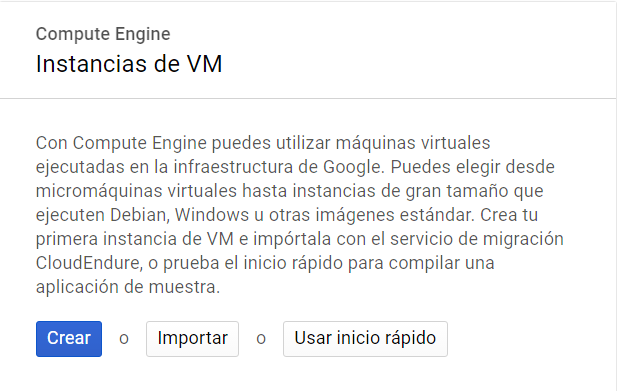 Compute Engine
Instancias de VM
Con Compute Engine puedes utilizar máquinas virtuales
ejecutadas en la infraestructura de Google. Puedes elegir desde
micromáquinas virtuales hasta instancias de gran tamaño que
ejecuten Debian, Windows u otras imágenes estándar. Crea tu
primera instancia de VM e impórtala con el servicio de migración
CloudEndure, o prueba el inicio rápido para compilar una
aplicación de muestra.
Crear o Importar o Usar inicio rápido